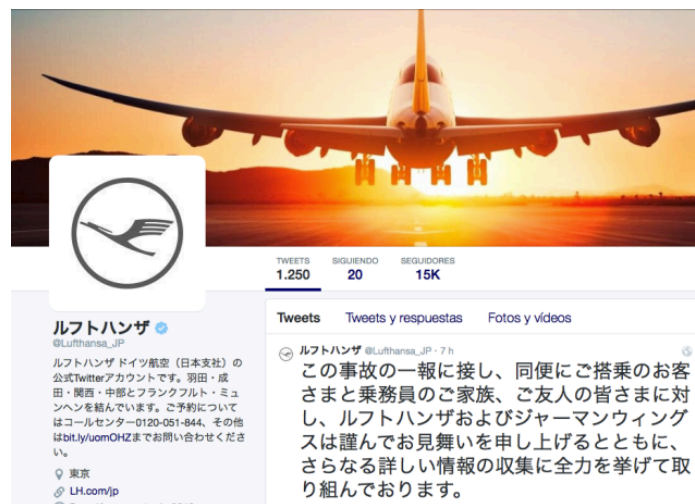 TWEETS SIGUIENDO SEGUIDORES
1.250 20 15K
ルフトハンザ
@Lufthansa_JP
ルフトハンザ ドイツ航空（日本支社）の
公式Twitterアカウントです。羽田・成
田・関西・中部とフランクフルト・ミュ
ンヘンを結んでいます。ご予約について
はコールセンター0120-051-844、その他
はbit.ly/uomOHZまでお問い合わせくださ
い。
東京
LH.com/jp
Tweets Tweets y respuestas Fotos y vídeos
ルフトハンザ @Lufthansa_JP · 7 h
この事故の一報に接し、同便にご搭乗のお客
さまと乗務員のご家族、ご友人の皆さまに対
し、ルフトハンザおよびジャーマンウィング
スは謹んでお見舞いを申し上げるとともに、
さらなる詳しい情報の収集に全力を挙げて取
り組んでおります。